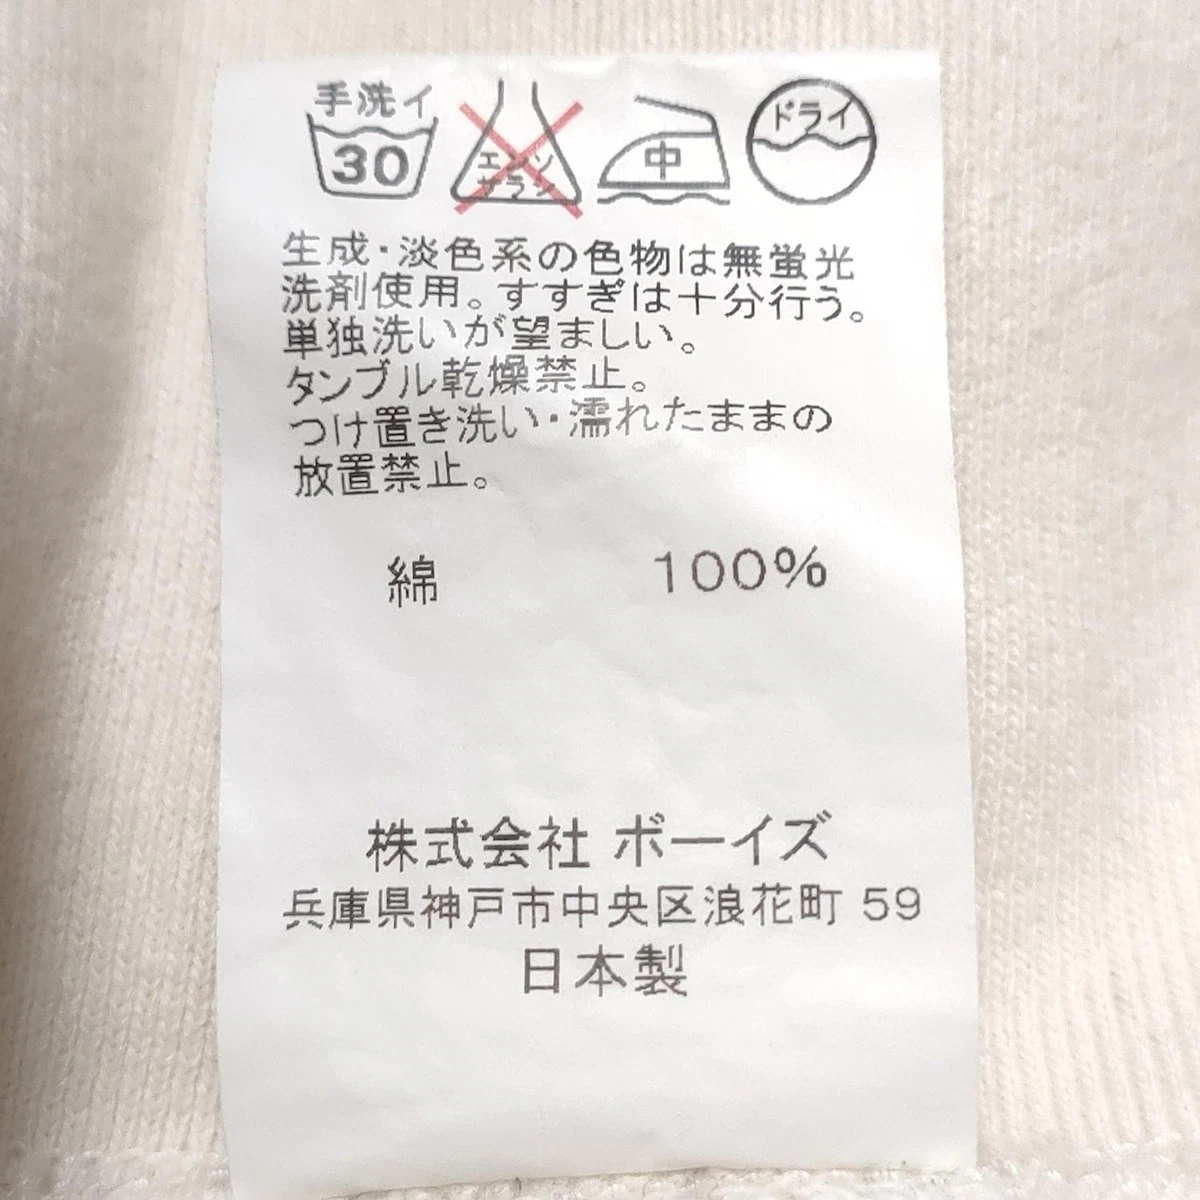 手洗イ
30
エンソ
サラシ
中
ドライ
生成・淡色系の色物は無蛍光
洗剤使用。すすぎは十分行う。
単独洗いが望ましい。
タンブル乾燥禁止。
つけ置き洗い・濡れたままの
放置禁止。
綿 100%
株式会社 ボーイズ
兵庫県神戸市中央区浪花町 59
日本製